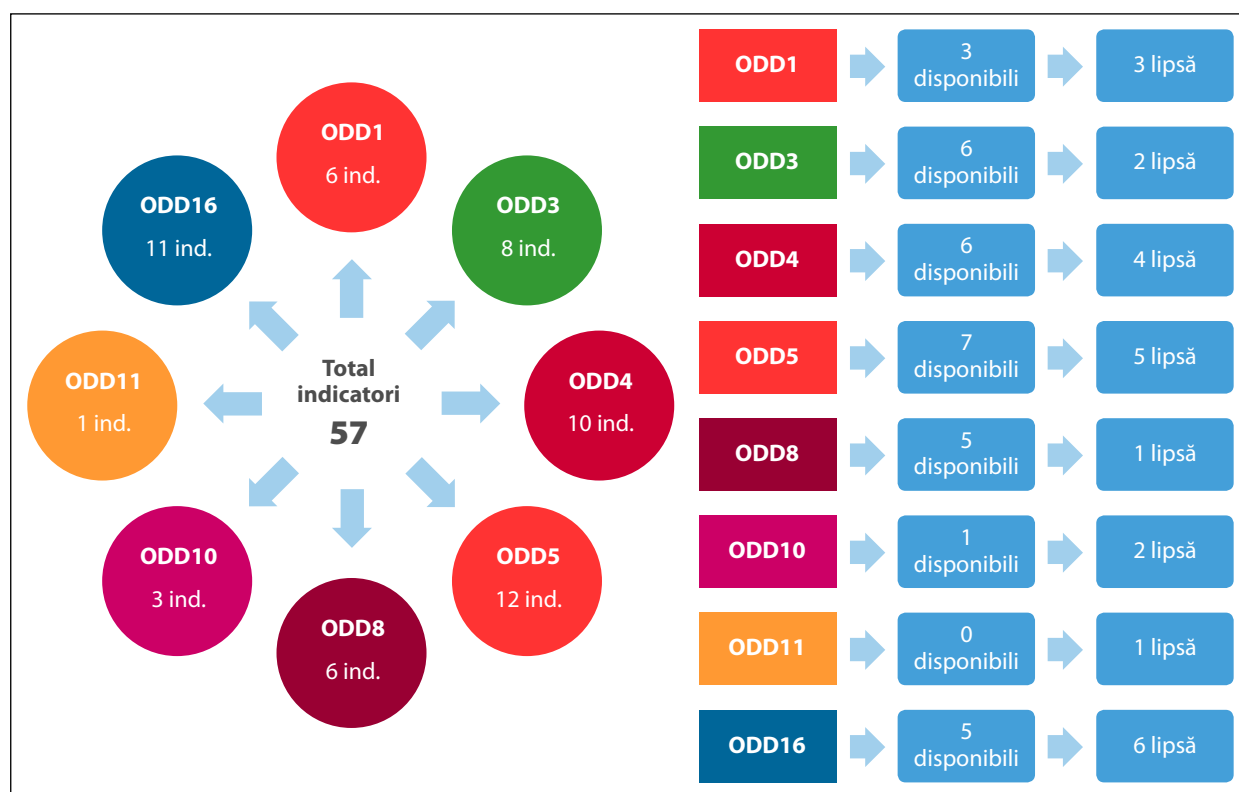 ODD1
6 ind.
ODD3
8 ind.
ODD4
10 ind.
ODD5
12 ind.
ODD8
6 ind.
ODD10
3 ind.
ODD11
1 ind.
ODD16
11 ind.
Total
indicatori
57
ODD1
3
disponibili
3 lipsă
ODD3
6
disponibili
2 lipsă
ODD4
6
disponibili
4 lipsă
ODD5
7
disponibili
5 lipsă
ODD8
5
disponibili
1 lipsă
ODD10
1
disponibili
2 lipsă
ODD11
0
disponibili
1 lipsă
ODD16
5
disponibili
6 lipsă